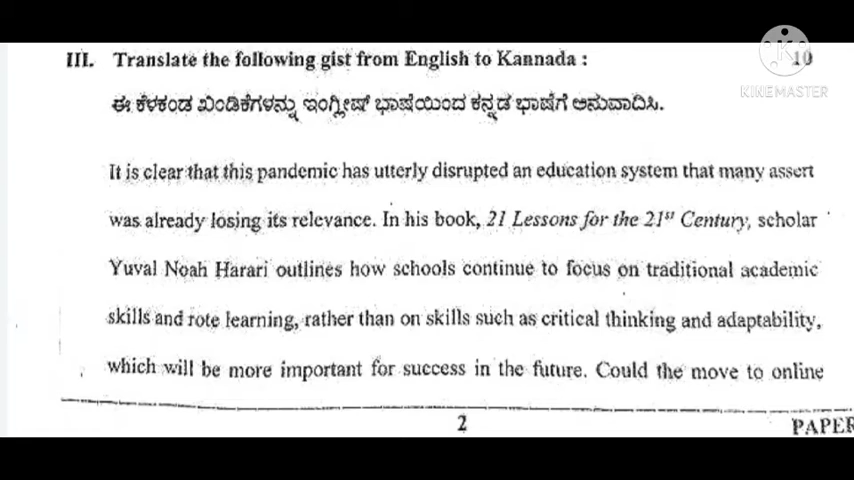 III. Translate the following gist from English to Kannada : 10
ಈ ಕೆಳಕಂಡ ಖಂಡಿಕೆಗಳನ್ನು ಇಂಗ್ಲೀಷ್ ಭಾಷೆಯಿಂದ ಕನ್ನಡ ಭಾಷೆಗೆ ಅನುವಾದಿಸಿ.
KINEMASTER
It is clear that this pandemic has utterly disrupted an education system that many assert
was already losing its relevance. In his book, 21 Lessons for the 21st Century, scholar
Yuval Noah Harari outlines how schools continue to focus on traditional academic
skills and rote learning, rather than on skills such as critical thinking and adaptability,
which will be more important for success in the future. Could the move to online
2
PAPER